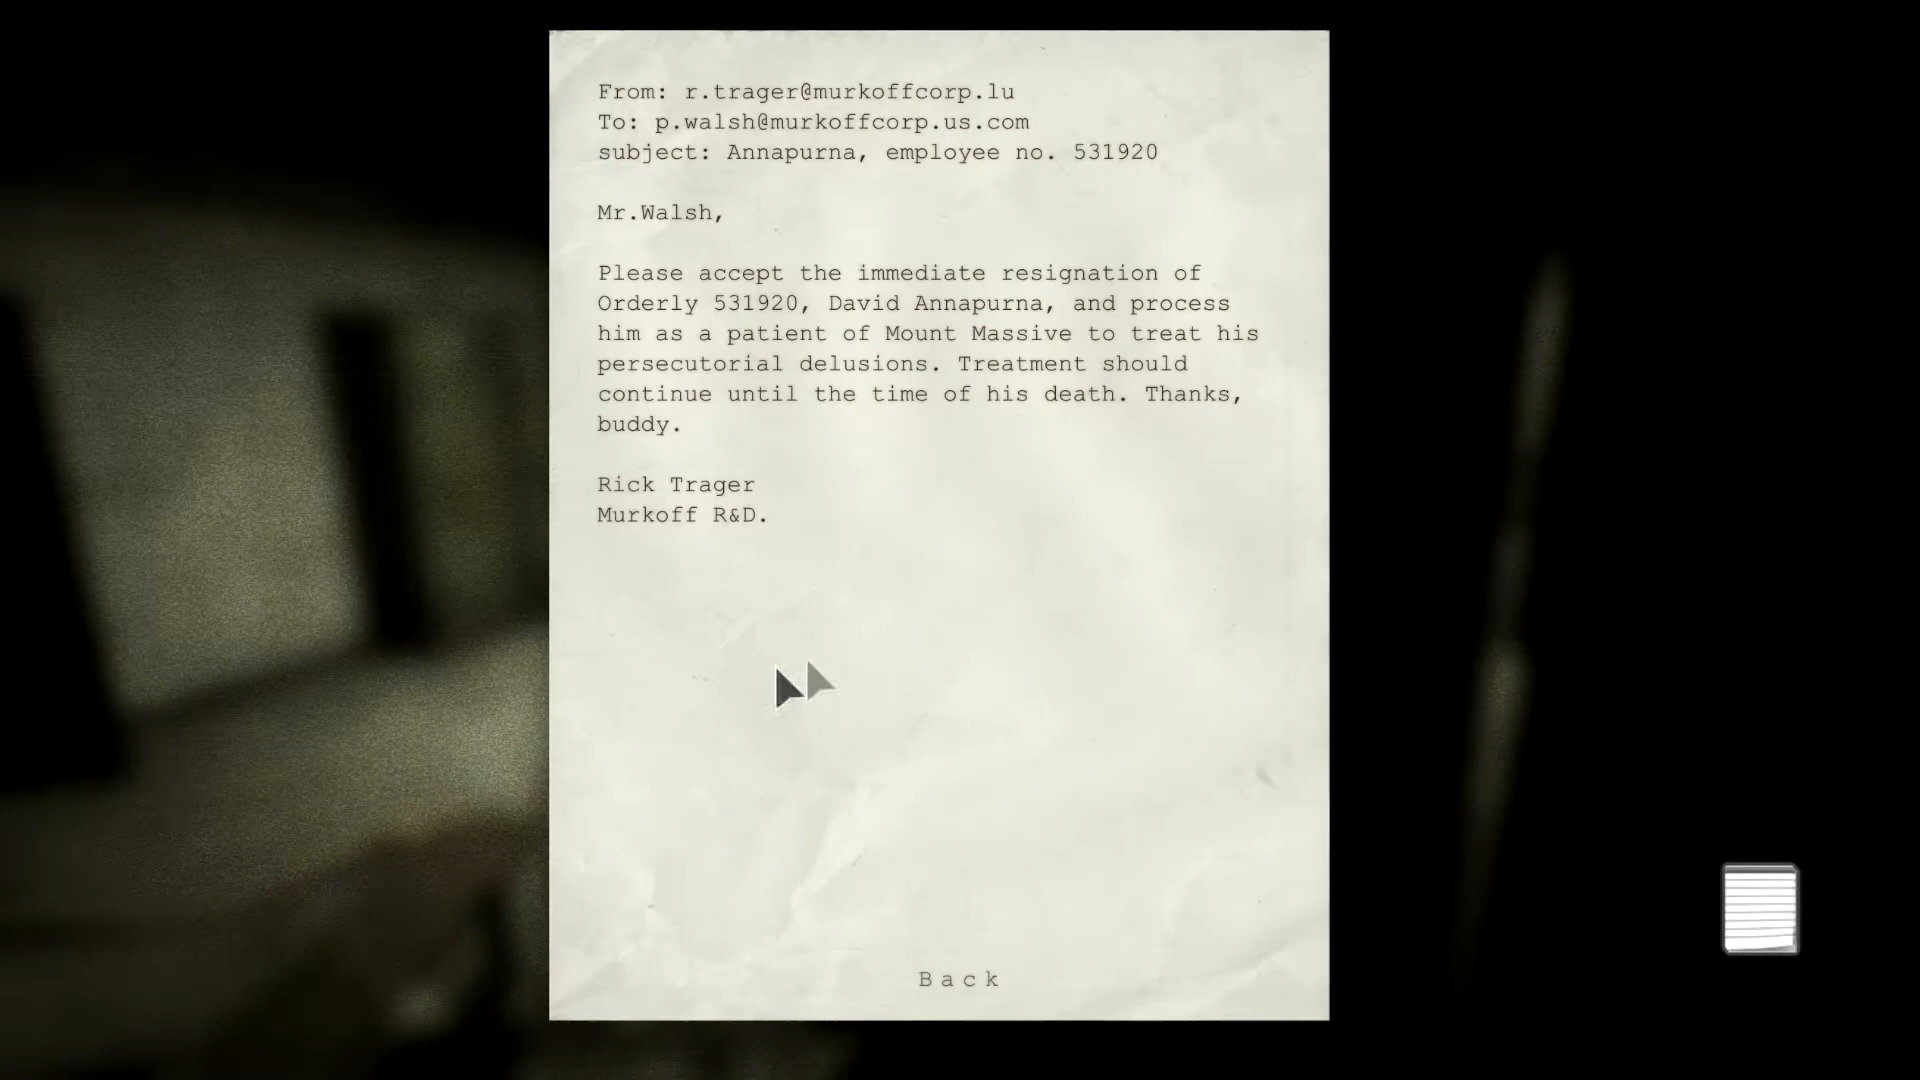 From: r.trager@murkoffcorp.lu
To: p.walsh@murkoffcorp.us.com
subject: Annapurna, employee no. 531920
Mr.Walsh,
Please accept the immediate resignation of
Orderly 531920, David Annapurna, and process
him as a patient of Mount Massive to treat his
persecutorial delusions. Treatment should
continue until the time of his death. Thanks,
buddy.
Rick Trager
Murkoff R&D.
Back